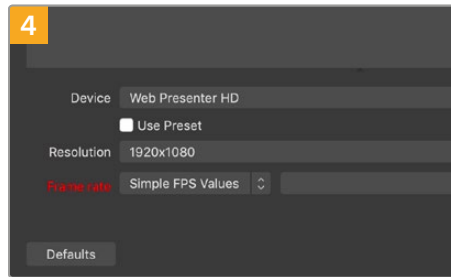 4
Device Web Presenter HD
Use Preset
Resolution 1920x1080
Frame rate Simple FPS Values
Defaults